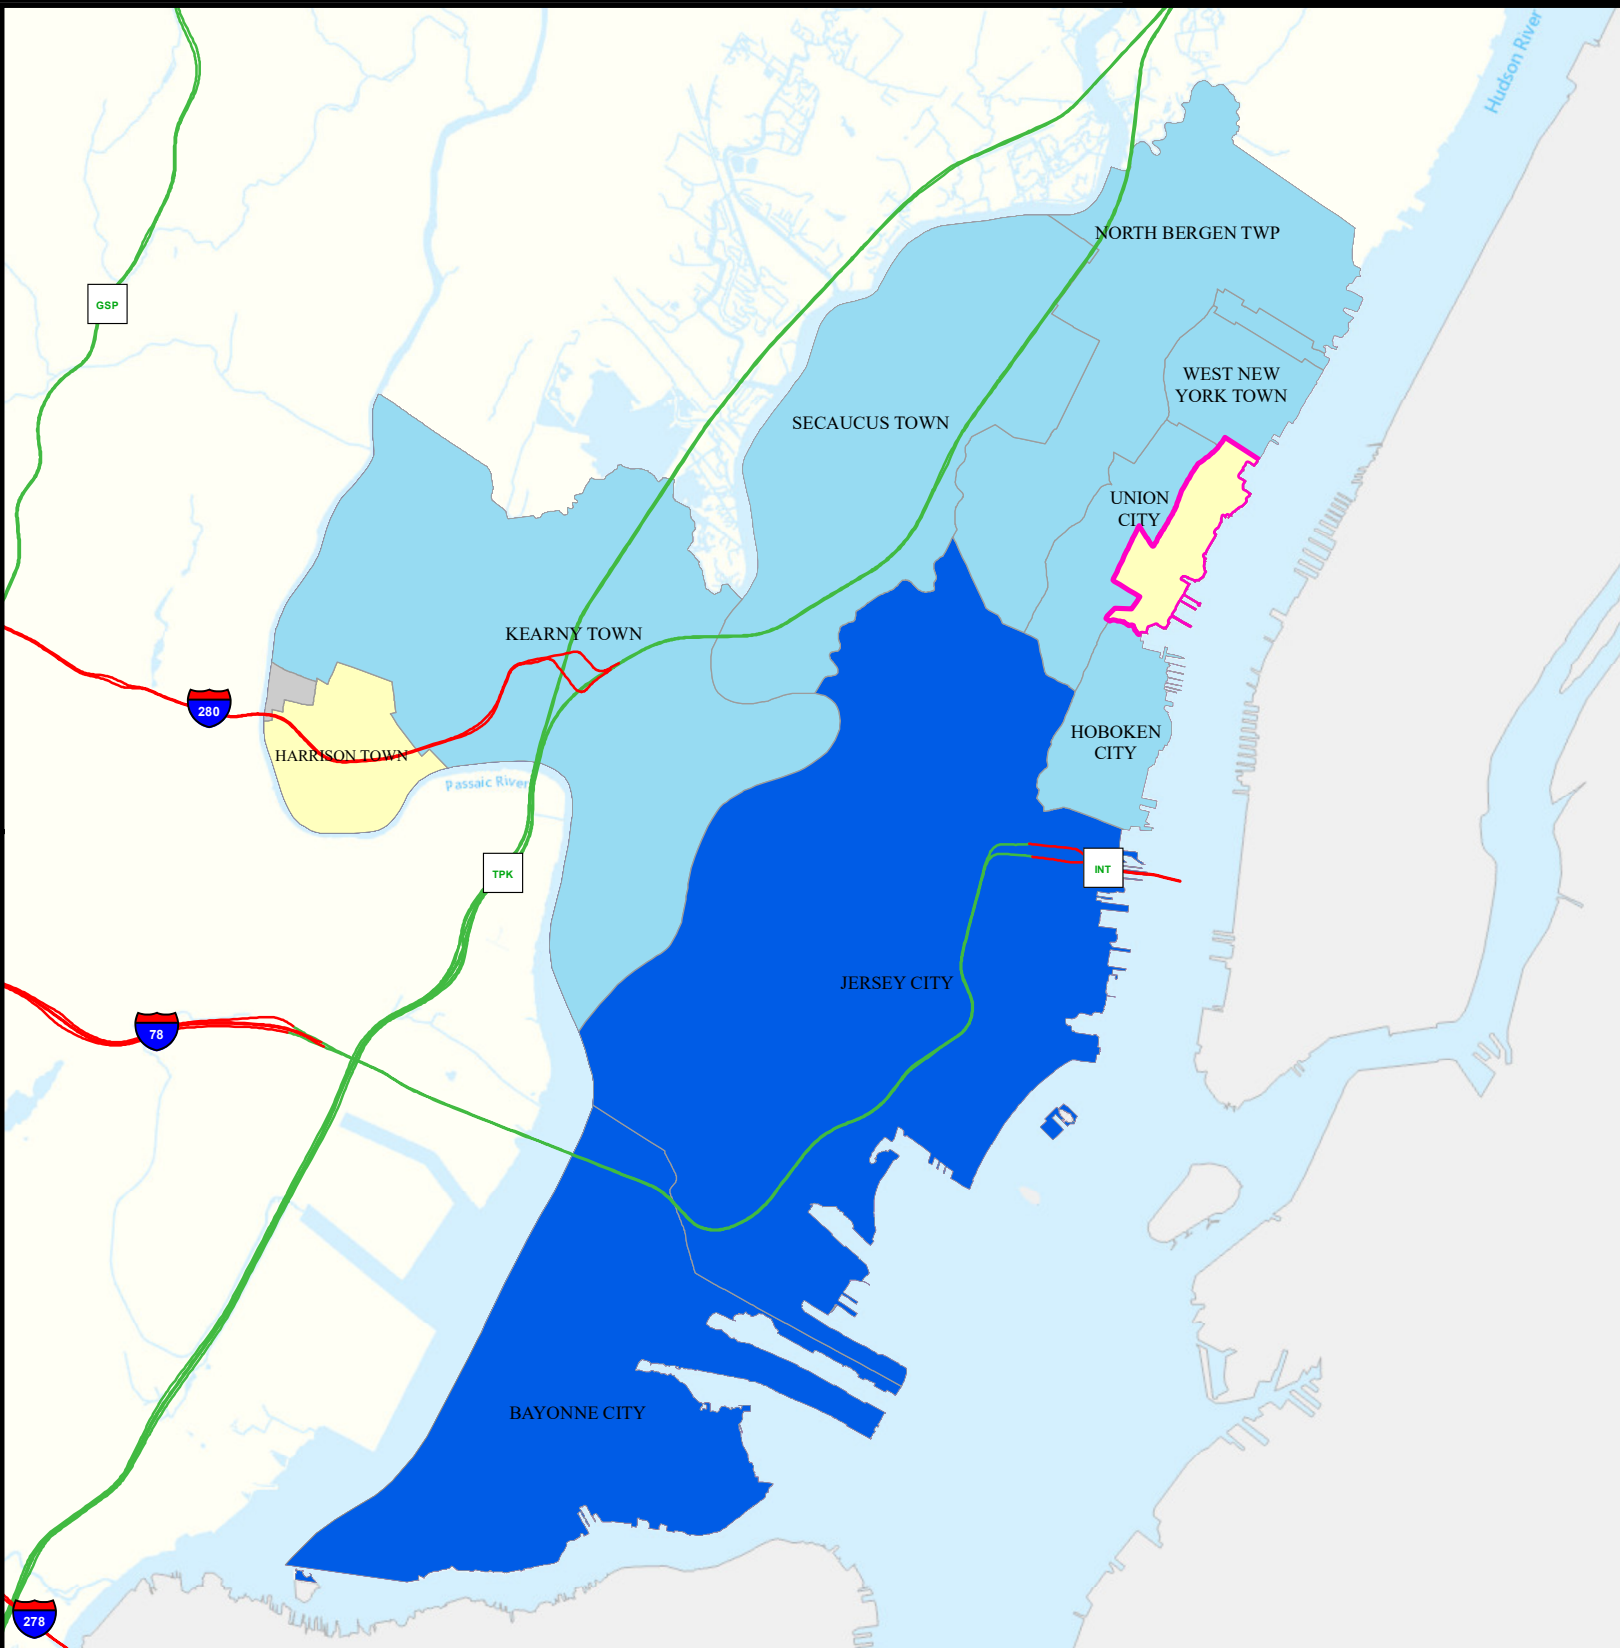 Hudson River
NORTH BERGEN TWP
GSP
WEST NEW
YORK TOWN
SECAUCUS TOWN
UNION
CITY
KEARNY TOWN
280
HOBOKEN
CITY
HARRISON TOWN
Passaic River
INT
TPK
JERSEY CITY
78
BAYONNE CITY
278